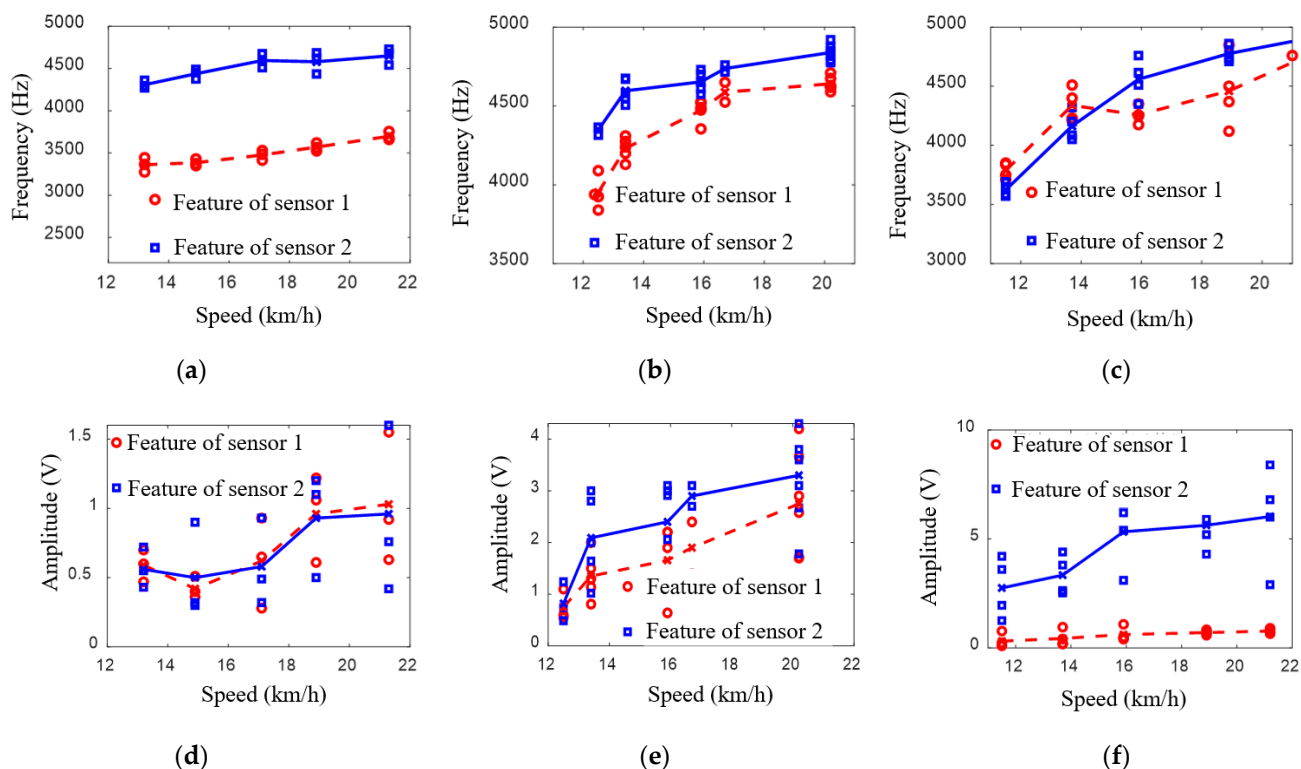 5000
4500
4000
3500
3000
2500
Frequency (Hz)
Feature of sensor 1
Feature of sensor 2
12 14 16 18 20 22
Speed (km/h)
(a)
5000
4500
4000
3500
Frequency (Hz)
Feature of sensor 1
Feature of sensor 2
12 14 16 18 20
Speed (km/h)
(b)
5000
4500
4000
3500
3000
Frequency (Hz)
Feature of sensor 1
Feature of sensor 2
12 14 16 18 20
Speed (km/h)
(c)
1.5
1
0.5
0
Amplitude (V)
Feature of sensor 1
Feature of sensor 2
12 14 16 18 20 22
Speed (km/h)
(d)
4
3
2
1
0
Amplitude (V)
Feature of sensor 1
Feature of sensor 2
12 14 16 18 20 22
Speed (km/h)
(e)
10
5
0
Amplitude (V)
Feature of sensor 1
Feature of sensor 2
12 14 16 18 20 22
Speed (km/h)
(f)